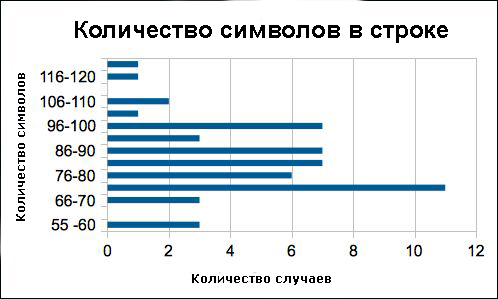 Количество символов в строке
Количество символов
116-120
106-110
96-100
86-90
76-80
66-70
55 -60
0 2 4 6 8 10 12
Количество случаев